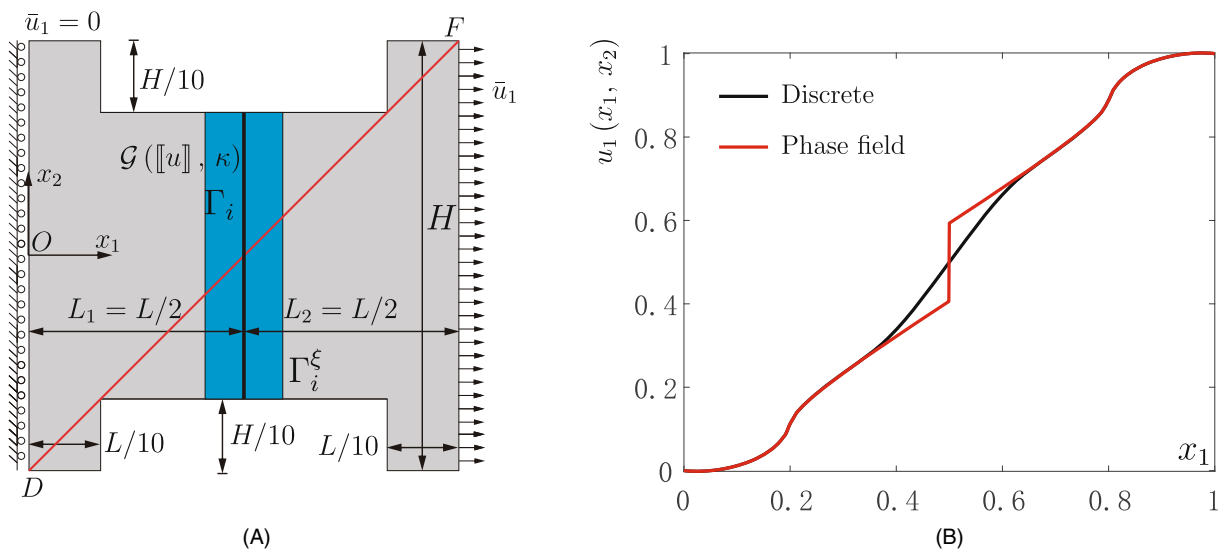 ū₁ = 0
F
H/10
ū₁
𝒢 (⟦u⟧ , κ)
x₂
Γᵢ
H
O
x₁
L₁ = L/2
L₂ = L/2
Γᵢ^ξ
L/10
H/10
L/10
D
(A)
u₁ (x₁, x₂)
1
0.8
0.6
0.4
0.2
0
Discrete
Phase field
x₁
0
0.2
0.4
0.6
0.8
1
(B)